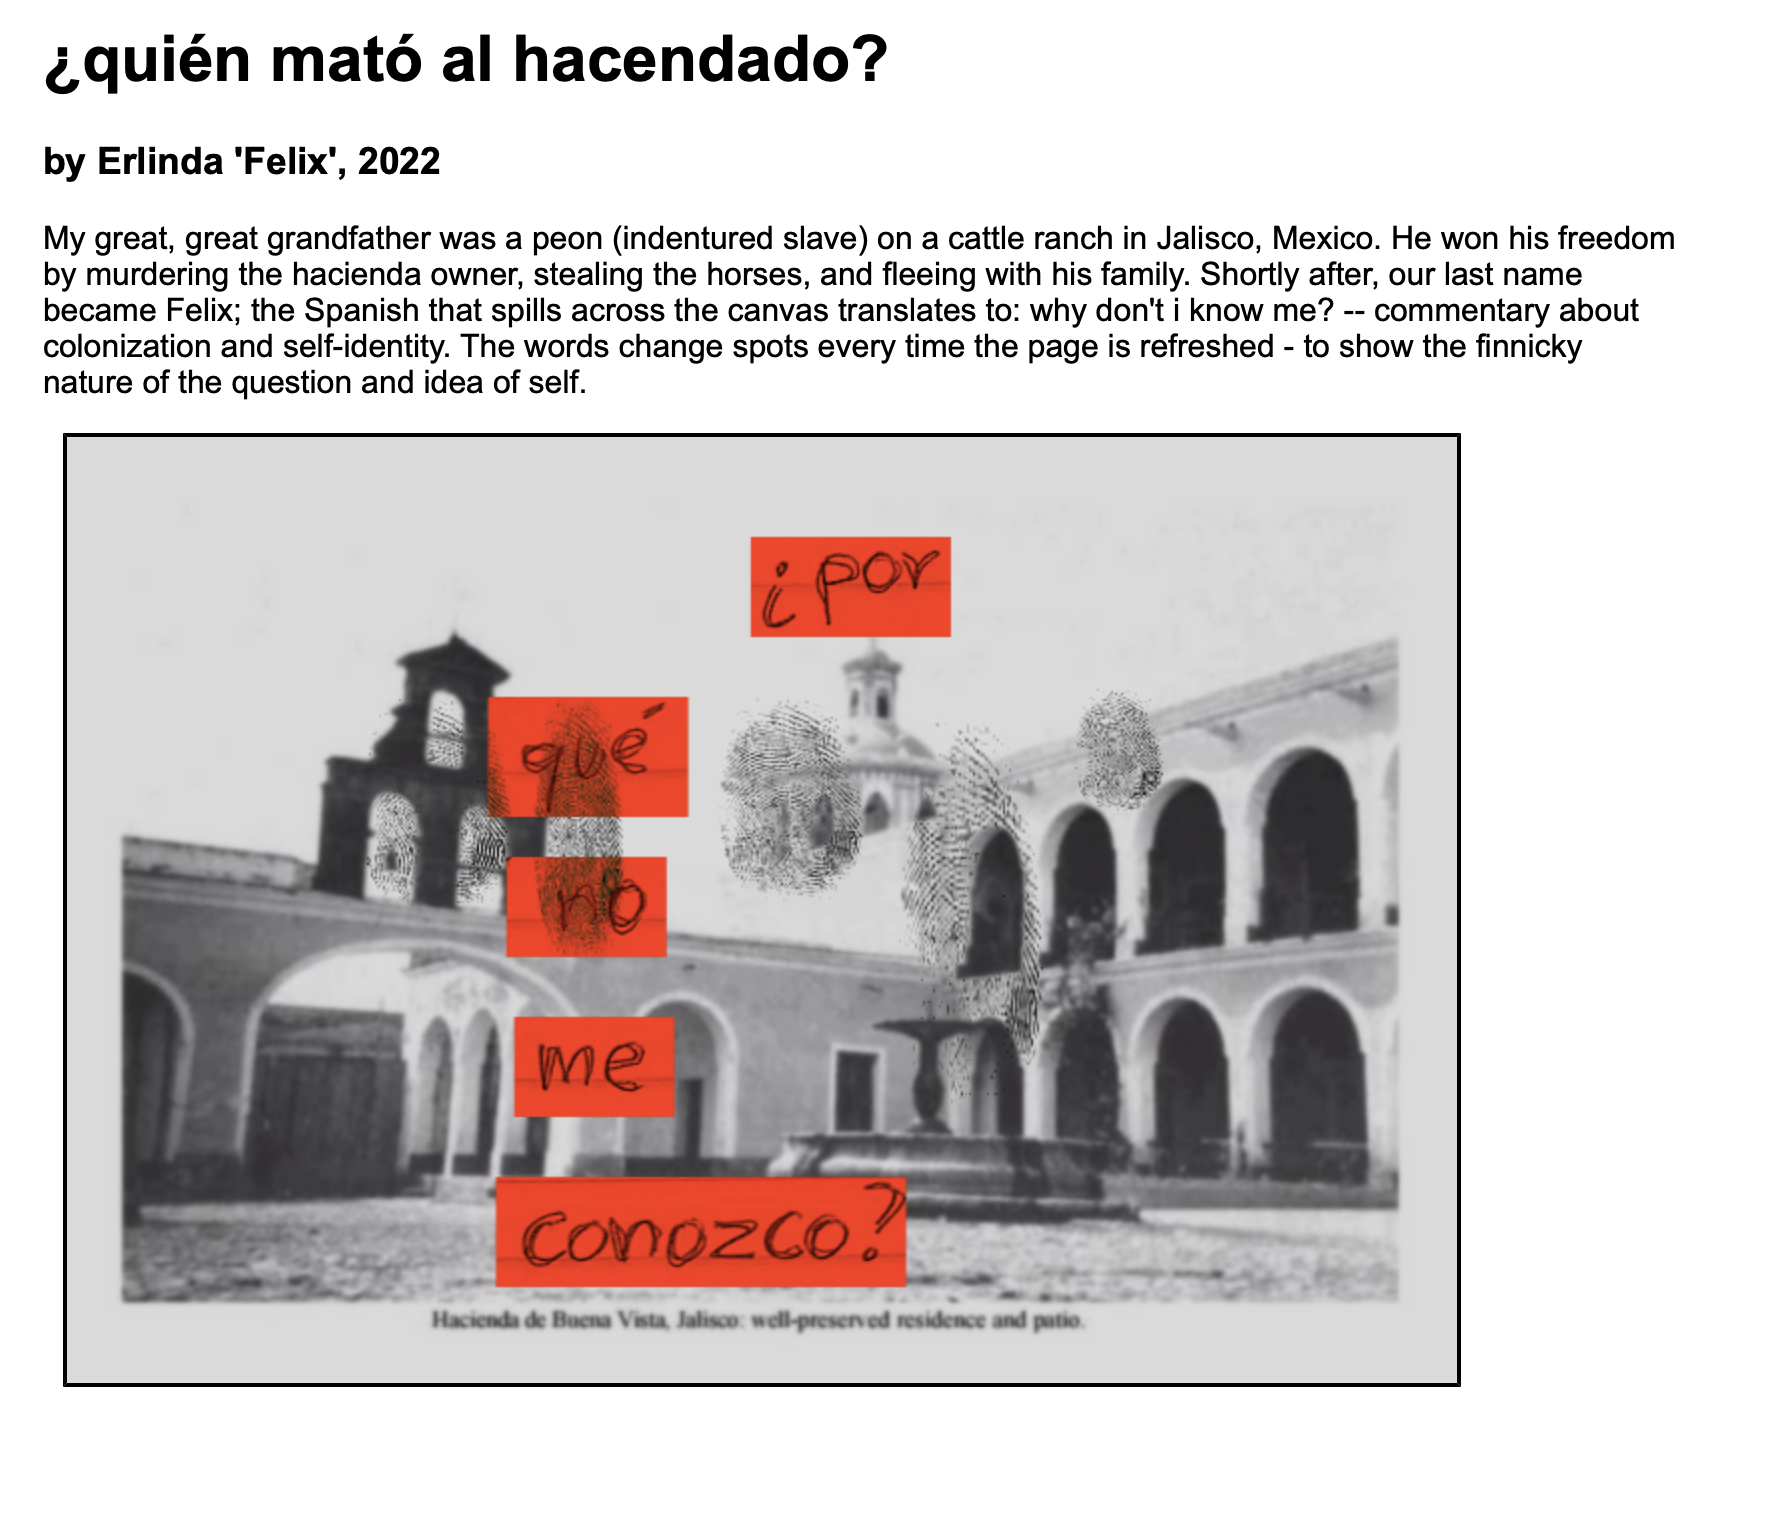 ¿quién mató al hacendado?
by Erlinda 'Felix', 2022
My great, great grandfather was a peon (indentured slave) on a cattle ranch in Jalisco, Mexico. He won his freedom
by murdering the hacienda owner, stealing the horses, and fleeing with his family. Shortly after, our last name
became Felix; the Spanish that spills across the canvas translates to: why don't i know me? -- commentary about
colonization and self-identity. The words change spots every time the page is refreshed - to show the finnicky
nature of the question and idea of self.
¿por
qué
no
me
conozco?
Hacienda de Buena Vista, Jalisco: well-preserved residence and patio.